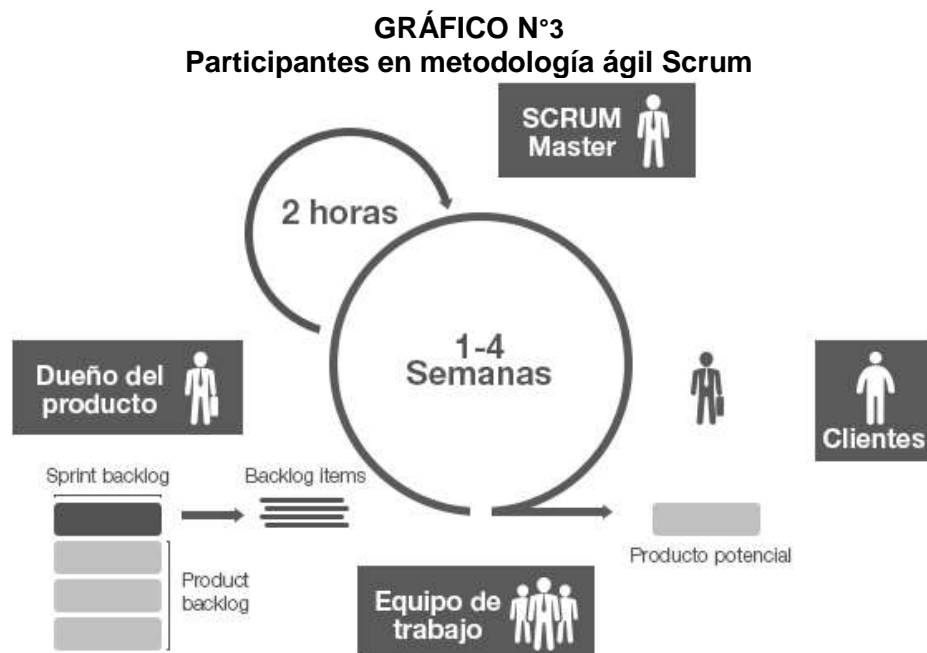 GRÁFICO N°3
Participantes en metodología ágil Scrum
SCRUM
Master
2 horas
1-4
Semanas
Dueño del
producto
Clientes
Sprint backlog
Backlog items
Product
backlog
Producto potencial
Equipo de
trabajo